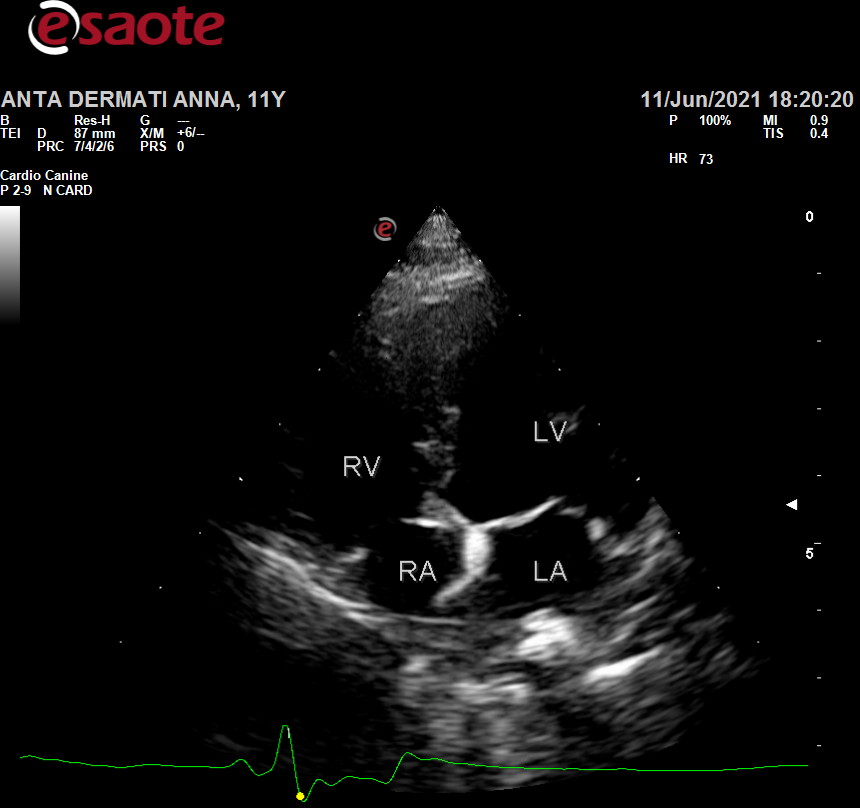 esaote
ANTA DERMATI ANNA, 11Y 11/Jun/2021 18:20:20
B Res-H G --- P 100% MI 0.9
TEI D 87 mm X/M +6/-- TIS 0.4
PRC 7/4/2/6 PRS 0
HR 73
Cardio Canine
P 2-9 N CARD
0
e
LV
RV
5
RA LA